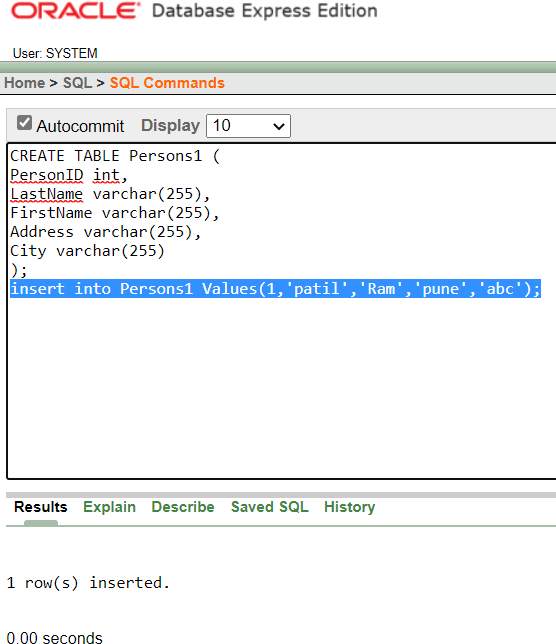 ORACLE® Database Express Edition
User: SYSTEM
Home > SQL > SQL Commands
Autocommit Display 10
CREATE TABLE Persons1 (
PersonID int,
LastName varchar(255),
FirstName varchar(255),
Address varchar(255),
City varchar(255)
);
insert into Persons1 Values(1,'patil','Ram','pune','abc');
Results Explain Describe Saved SQL History
1 row(s) inserted.
0.00 seconds